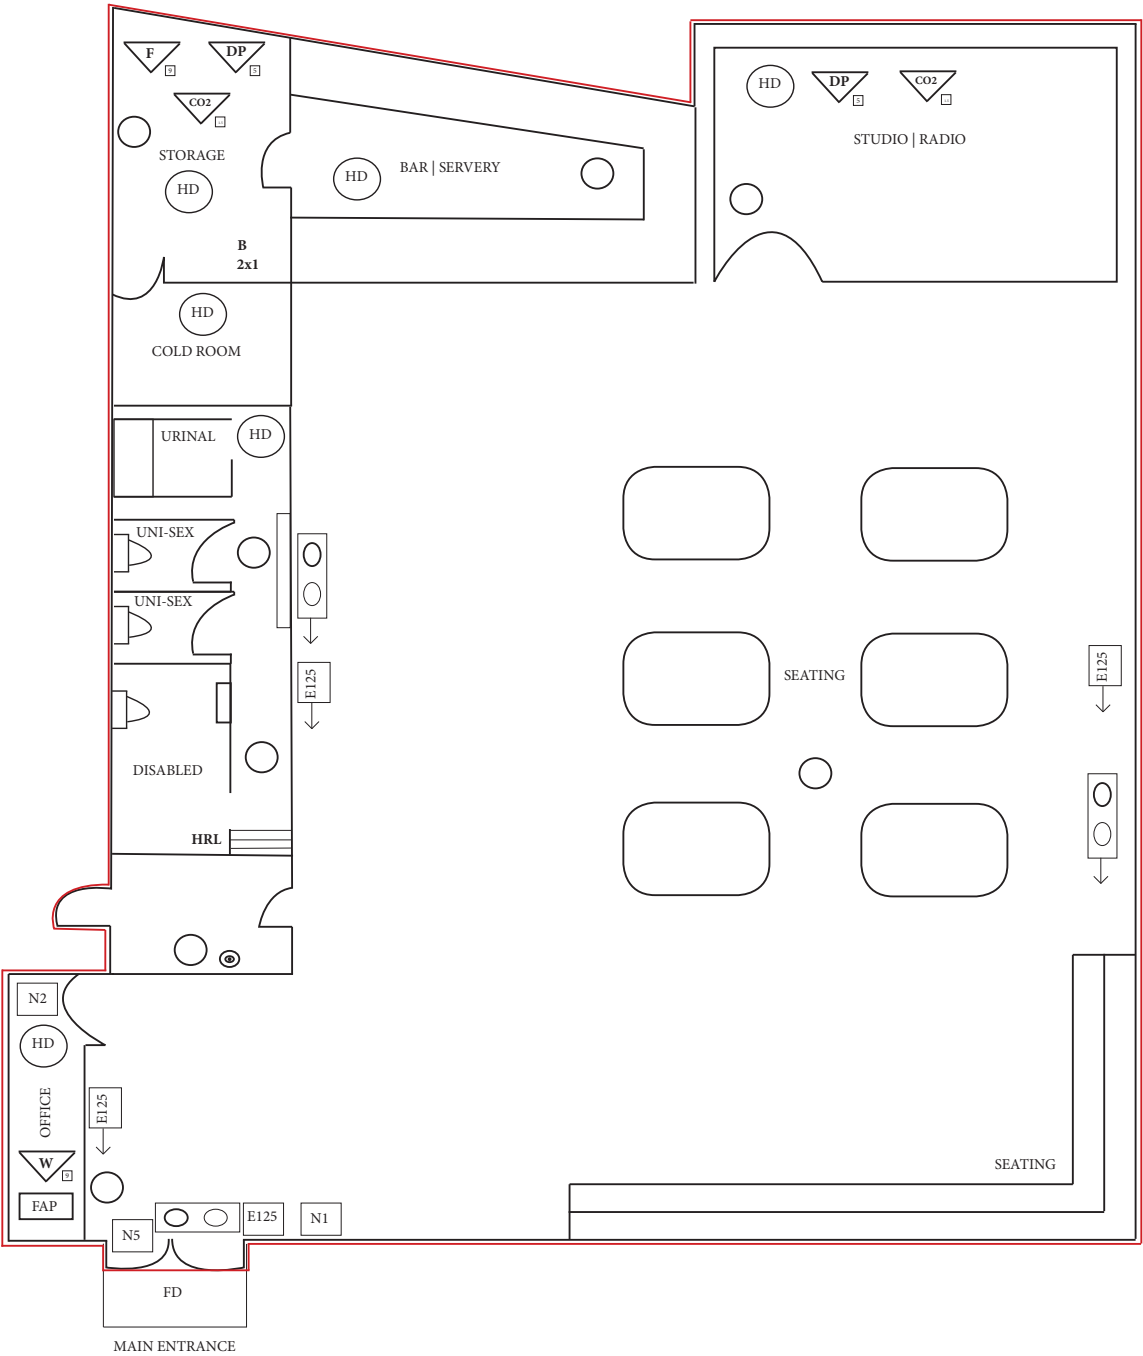 F
9
DP
5
CO2
STORAGE
HD
B
2x1
HD
BAR | SERVERY
HD
DP
5
CO2
STUDIO | RADIO
HD
COLD ROOM
URINAL
HD
UNI-SEX
UNI-SEX
E125
DISABLED
HRL
SEATING
E125
N2
HD
OFFICE
E125
W
9
FAP
N5
E125
N1
SEATING
FD
MAIN ENTRANCE